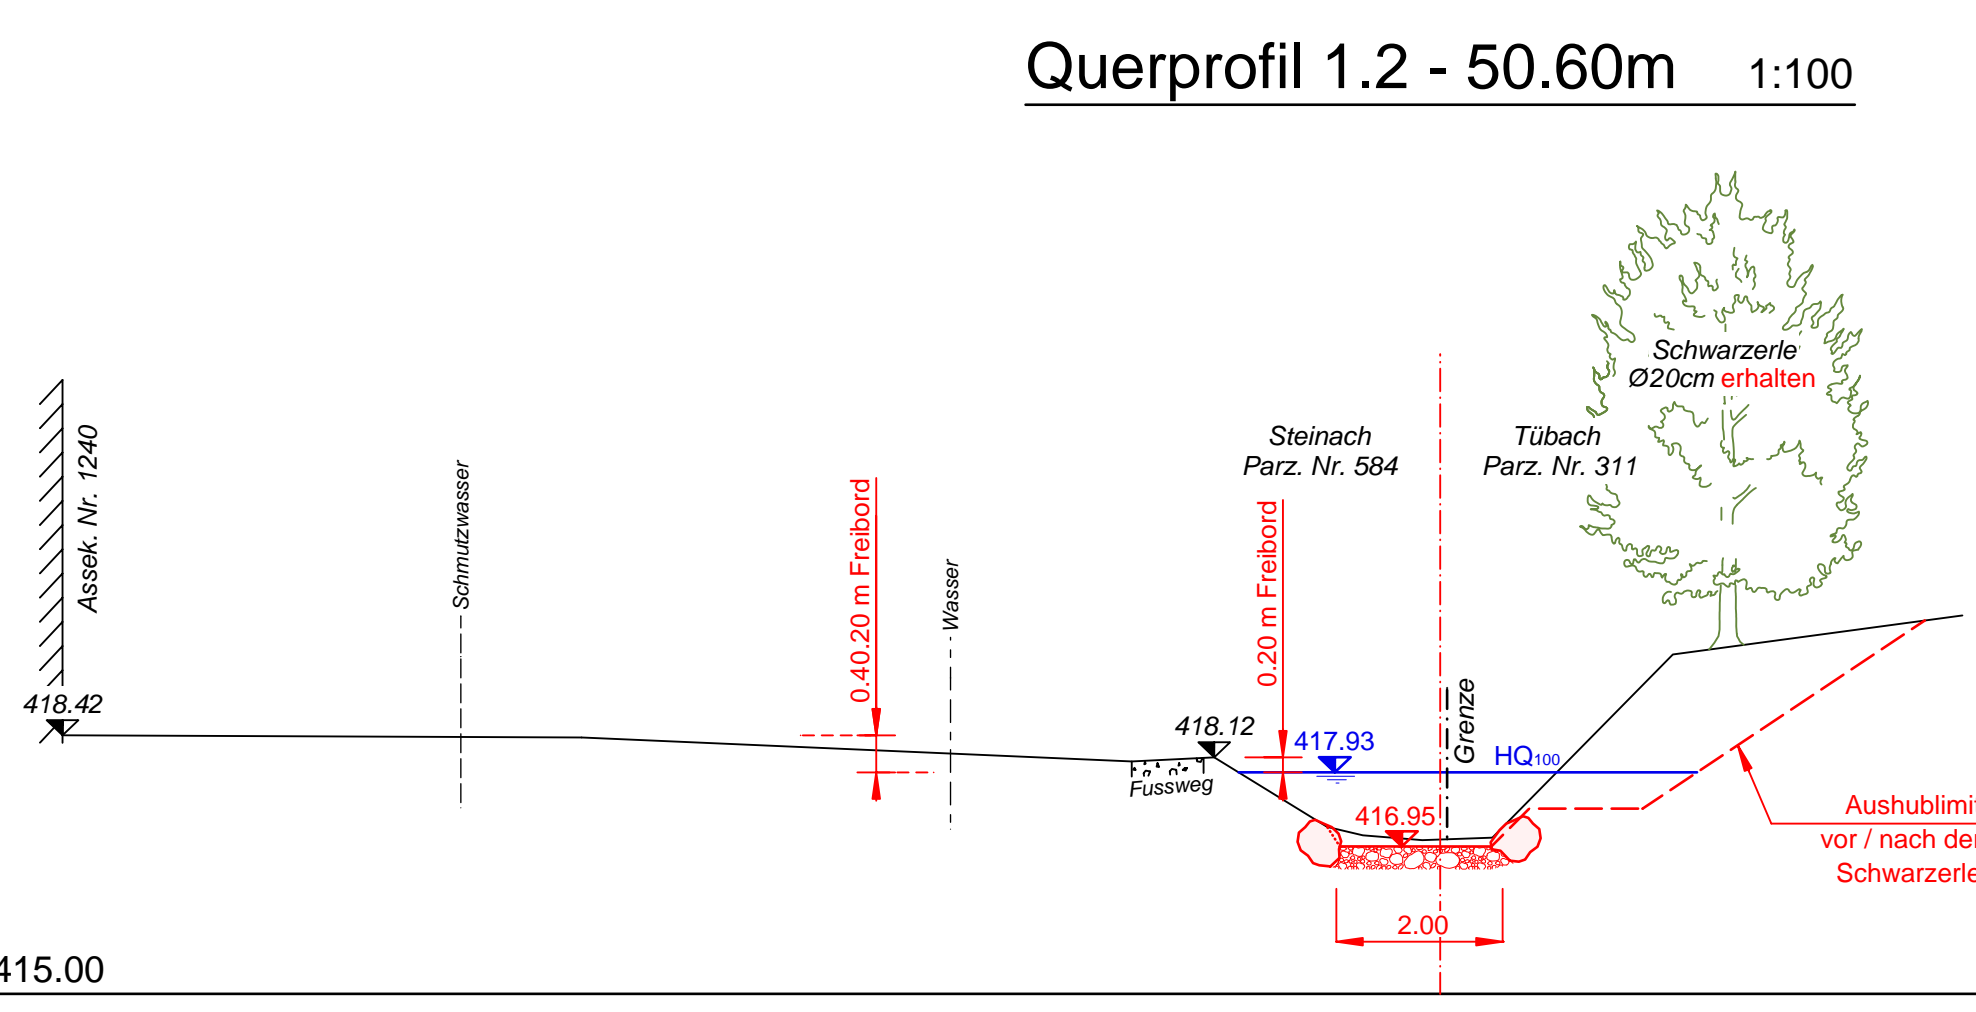 Querprofil 1.2 - 50.60m 1:100
Schwarzerle
Ø20cm erhalten
Steinach
Parz. Nr. 584
Tübach
Parz. Nr. 311
Assek. Nr. 1240
Schmutzwasser
0.40.20 m Freibord
Wasser
0.20 m Freibord
Grenze
418.42
418.12
417.93
HQ100
Fussweg
416.95
Aushublimit
vor / nach der
Schwarzerle
2.00
415.00